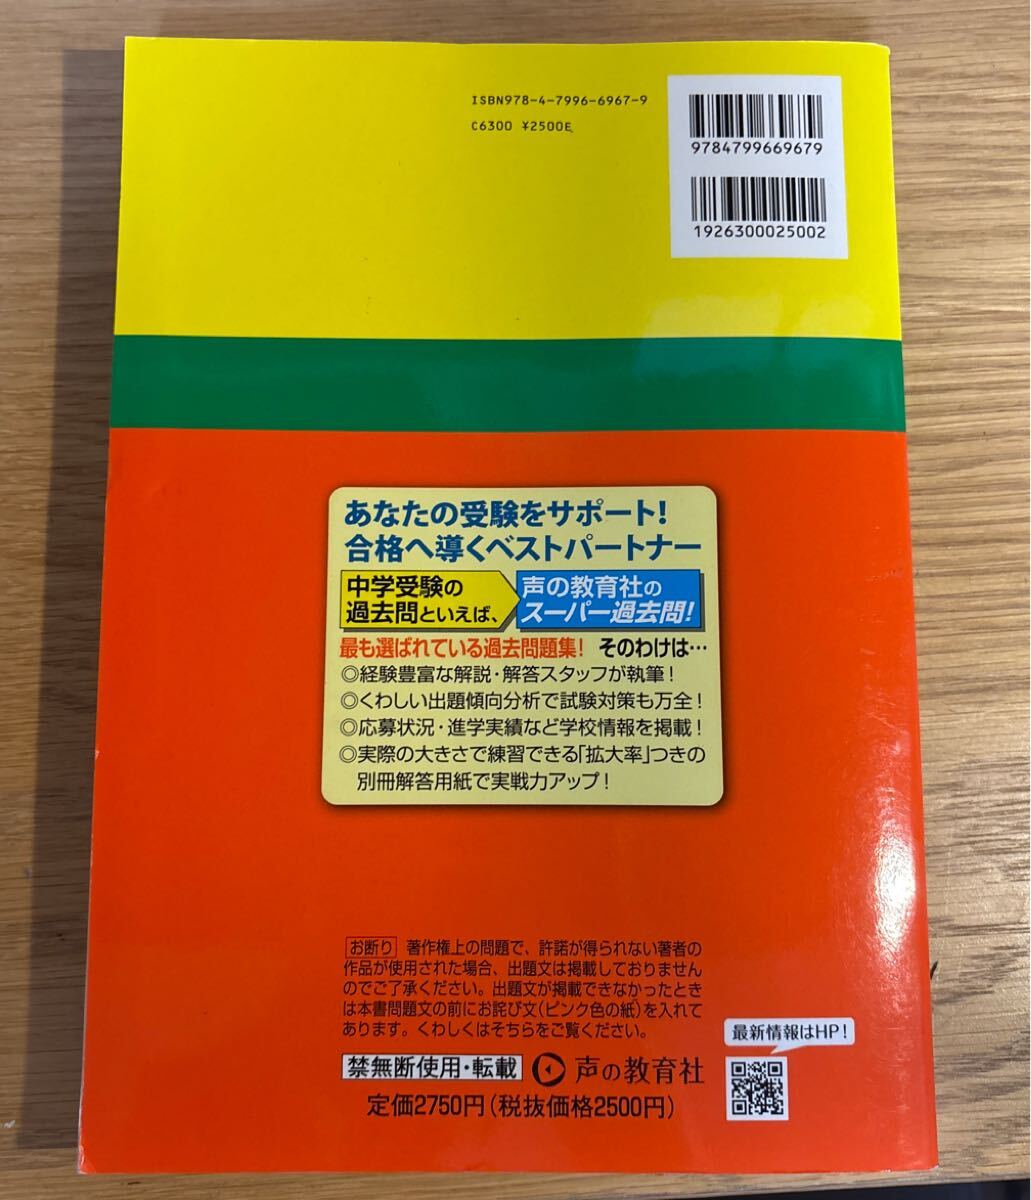 ISBN978-4-7996-6967-9
C6300 ¥2500E
9784799669679
1926300025002
あなたの受験をサポート!
合格へ導くベストパートナー
中学受験の
過去問といえば、
声の教育社の
スーパー過去問!
最も選ばれている過去問題集! そのわけは…
◎経験豊富な解説・解答スタッフが執筆!
◎くわしい出題傾向分析で試験対策も万全!
◎応募状況・進学実績など学校情報を掲載!
◎実際の大きさで練習できる「拡大率」つきの
別冊解答用紙で実戦力アップ!
お断り 著作権上の問題で、許諾が得られない著者の
作品が使用された場合、出題文は掲載しておりません
のでご了承ください。出題文が掲載できなかったとき
は本書問題文の前にお詫び文(ピンク色の紙)を入れて
あります。くわしくはそちらをご覧ください。
最新情報はHP!
禁無断使用・転載 声の教育社
定価2750円(税抜価格2500円)